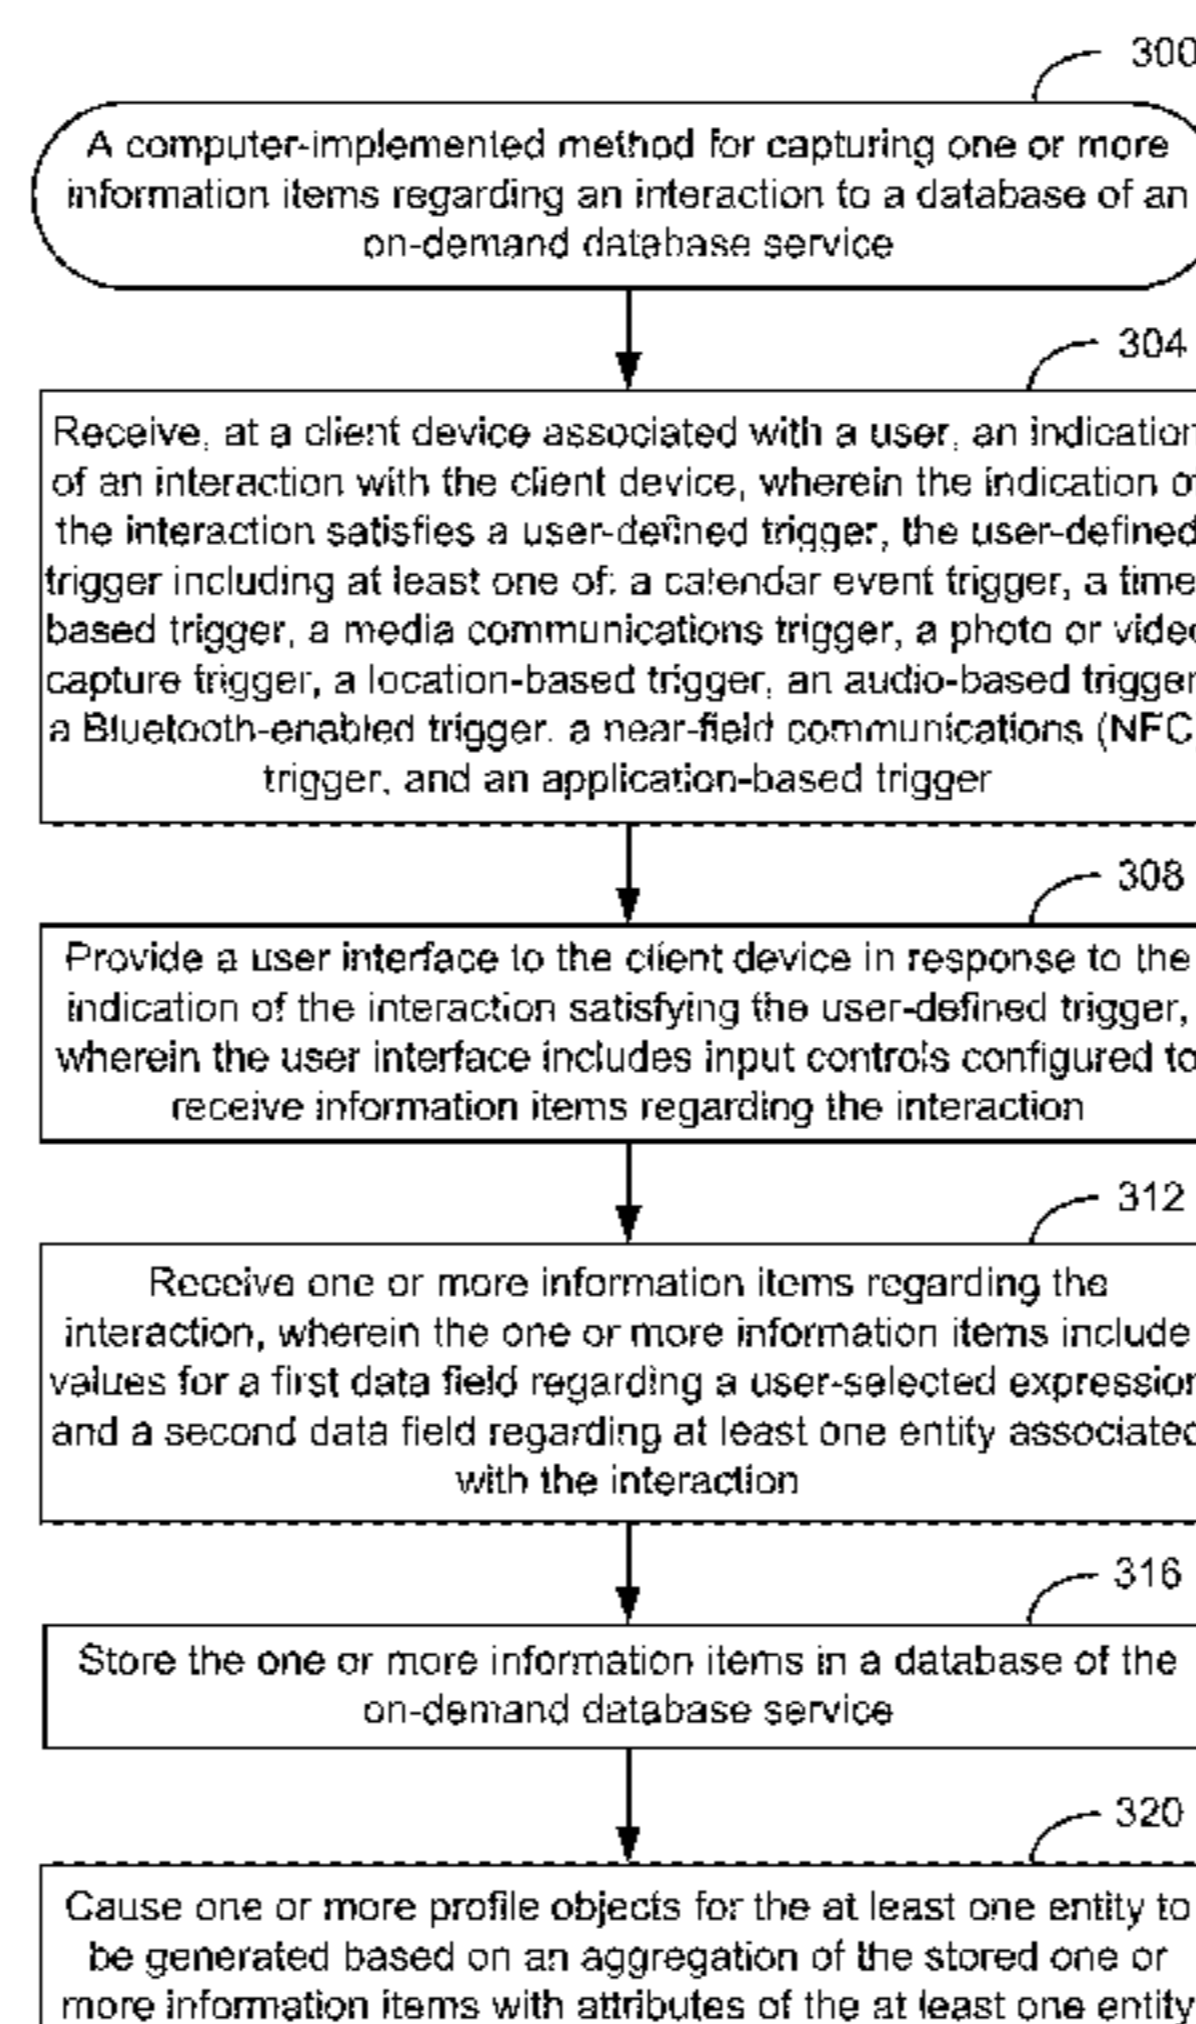 300
A computer-implemented method for capturing one or more
information items regarding an interaction to a database of an
on-demand database service
304
Receive, at a client device associated with a user, an indication
of an interaction with the client device, wherein the indication of
the interaction satisfies a user-defined trigger, the user-defined
trigger including at least one of: a calendar event trigger, a time-
based trigger, a media communications trigger, a photo or video
capture trigger, a location-based trigger, an audio-based trigger,
a Bluetooth-enabled trigger, a near-field communications (NFC)
trigger, and an application-based trigger
308
Provide a user interface to the client device in response to the
indication of the interaction satisfying the user-defined trigger,
wherein the user interface includes input controls configured to
receive information items regarding the interaction
312
Receive one or more information items regarding the
interaction, wherein the one or more information items include
values for a first data field regarding a user-selected expression
and a second data field regarding at least one entity associated
with the interaction
316
Store the one or more information items in a database of the
on-demand database service
320
Cause one or more profile objects for the at least one entity to
be generated based on an aggregation of the stored one or
more information items with attributes of the at least one entity